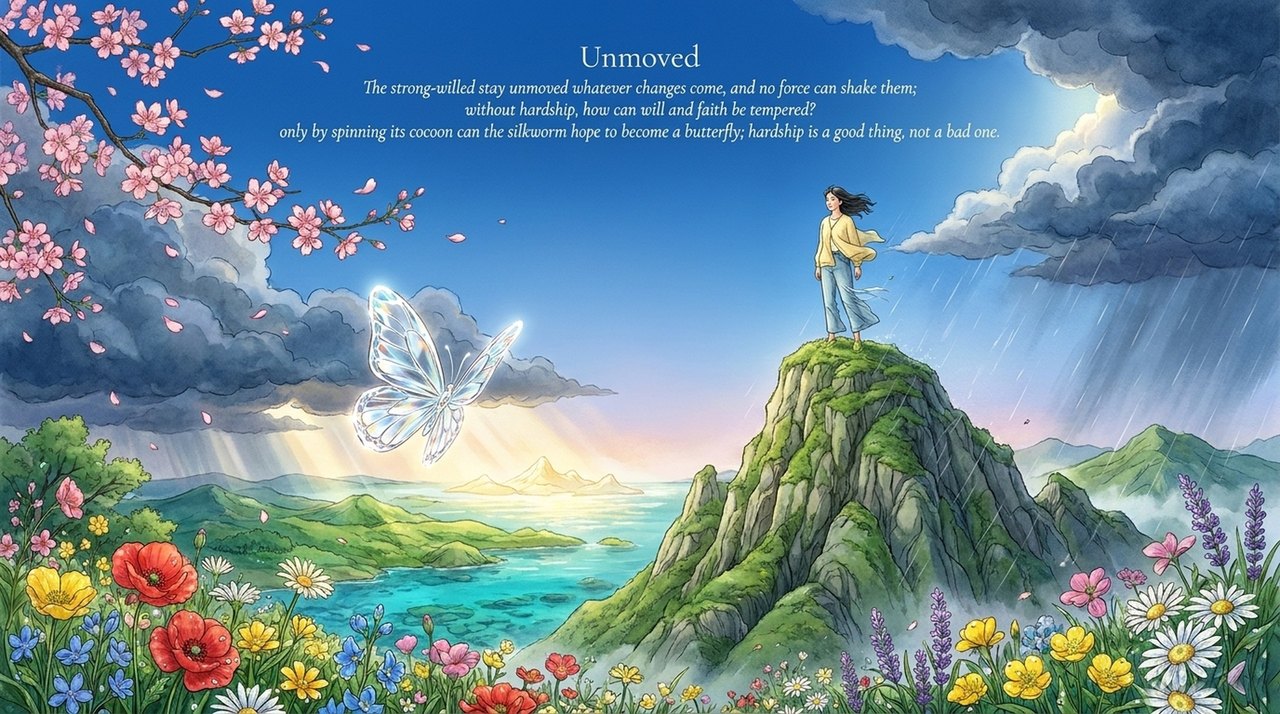 Unmoved
The strong-willed stay unmoved whatever changes come, and no force can shake them;
without hardship, how can will and faith be tempered?
only by spinning its cocoon can the silkworm hope to become a butterfly; hardship is a good thing, not a bad one.